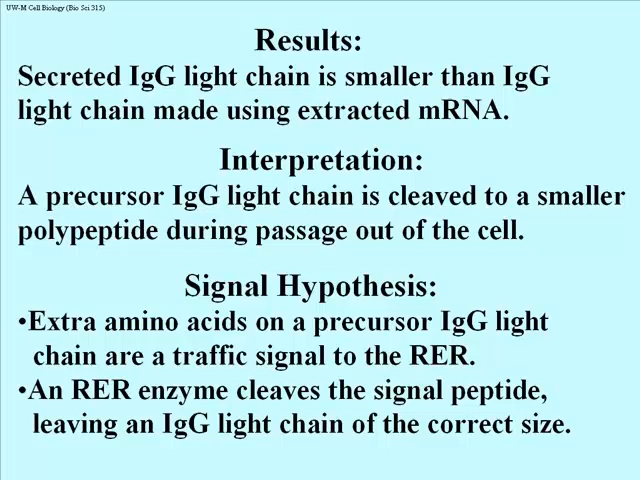 UW-M Cell Biology (Bio Sci 315)
Results:
Secreted IgG light chain is smaller than IgG
light chain made using extracted mRNA.
Interpretation:
A precursor IgG light chain is cleaved to a smaller
polypeptide during passage out of the cell.
Signal Hypothesis:
•Extra amino acids on a precursor IgG light
chain are a traffic signal to the RER.
•An RER enzyme cleaves the signal peptide,
leaving an IgG light chain of the correct size.